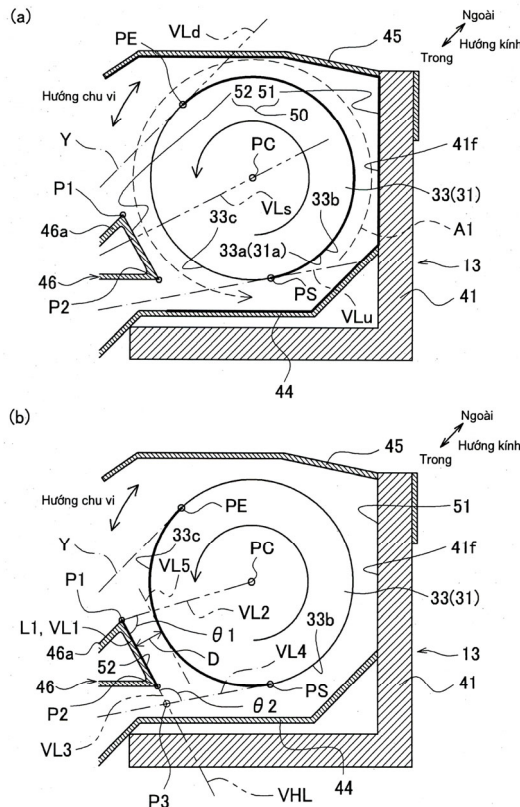 (a)
VLd
PE
45
Ngoài
Trong
Hướng kính
Hướng chu vi
52 51
50
41f
Y
PC
P1
33c
VLs
33b
33(31)
46a
33a(31a)
A1
46
13
P2
PS
41
VLu
44
(b)
Ngoài
45
Trong
Hướng kính
Hướng chu vi
PE
51
33c
PC
Y
VL5
41f
P1
VL2
L1, VL1
θ1
33(31)
46a
D
VL4
33b
52
13
46
PS
P2
θ2
41
VL3
44
P3
VHL